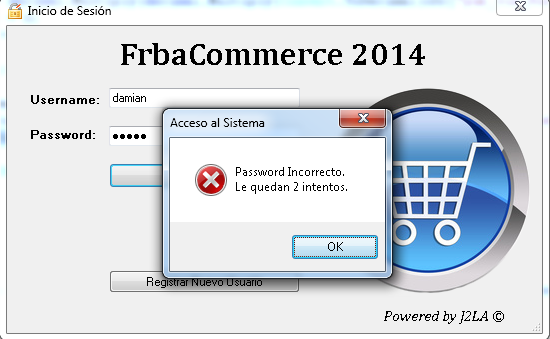 Inicio de Sesión
FrbaCommerce 2014
Username:
damian
Password:
Acceso al Sistema
Password Incorrecto.
Le quedan 2 intentos.
OK
Registrar Nuevo Usuario
Powered by J2LA ©